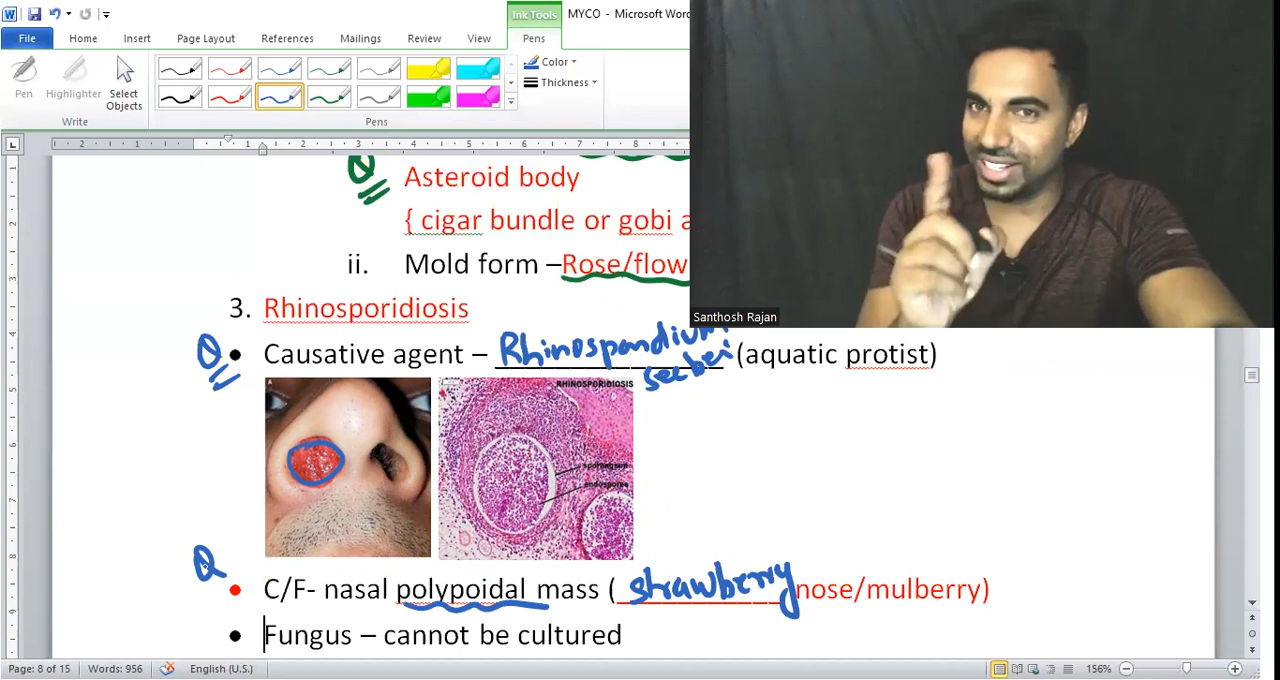 MYCO - Microsoft Word
Ink Tools
File Home Insert Page Layout References Mailings Review View Pens
Pen Highlighter Select Objects
Color
Thickness
Write
Pens
Asteroid body
{ cigar bundle or gobi a
ii. Mold form –Rose/flow
Santhosh Rajan
3. Rhinosporidiosis
Q
Causative agent – Rhinospondium seeberi (aquatic protist)
A
RHINOSPORIDIOSIS
sporangium
endospore
Q
C/F- nasal polypoidal mass ( strawberry nose/mulberry)
Fungus – cannot be cultured
Page: 8 of 15 Words: 956 English (U.S.) 156%